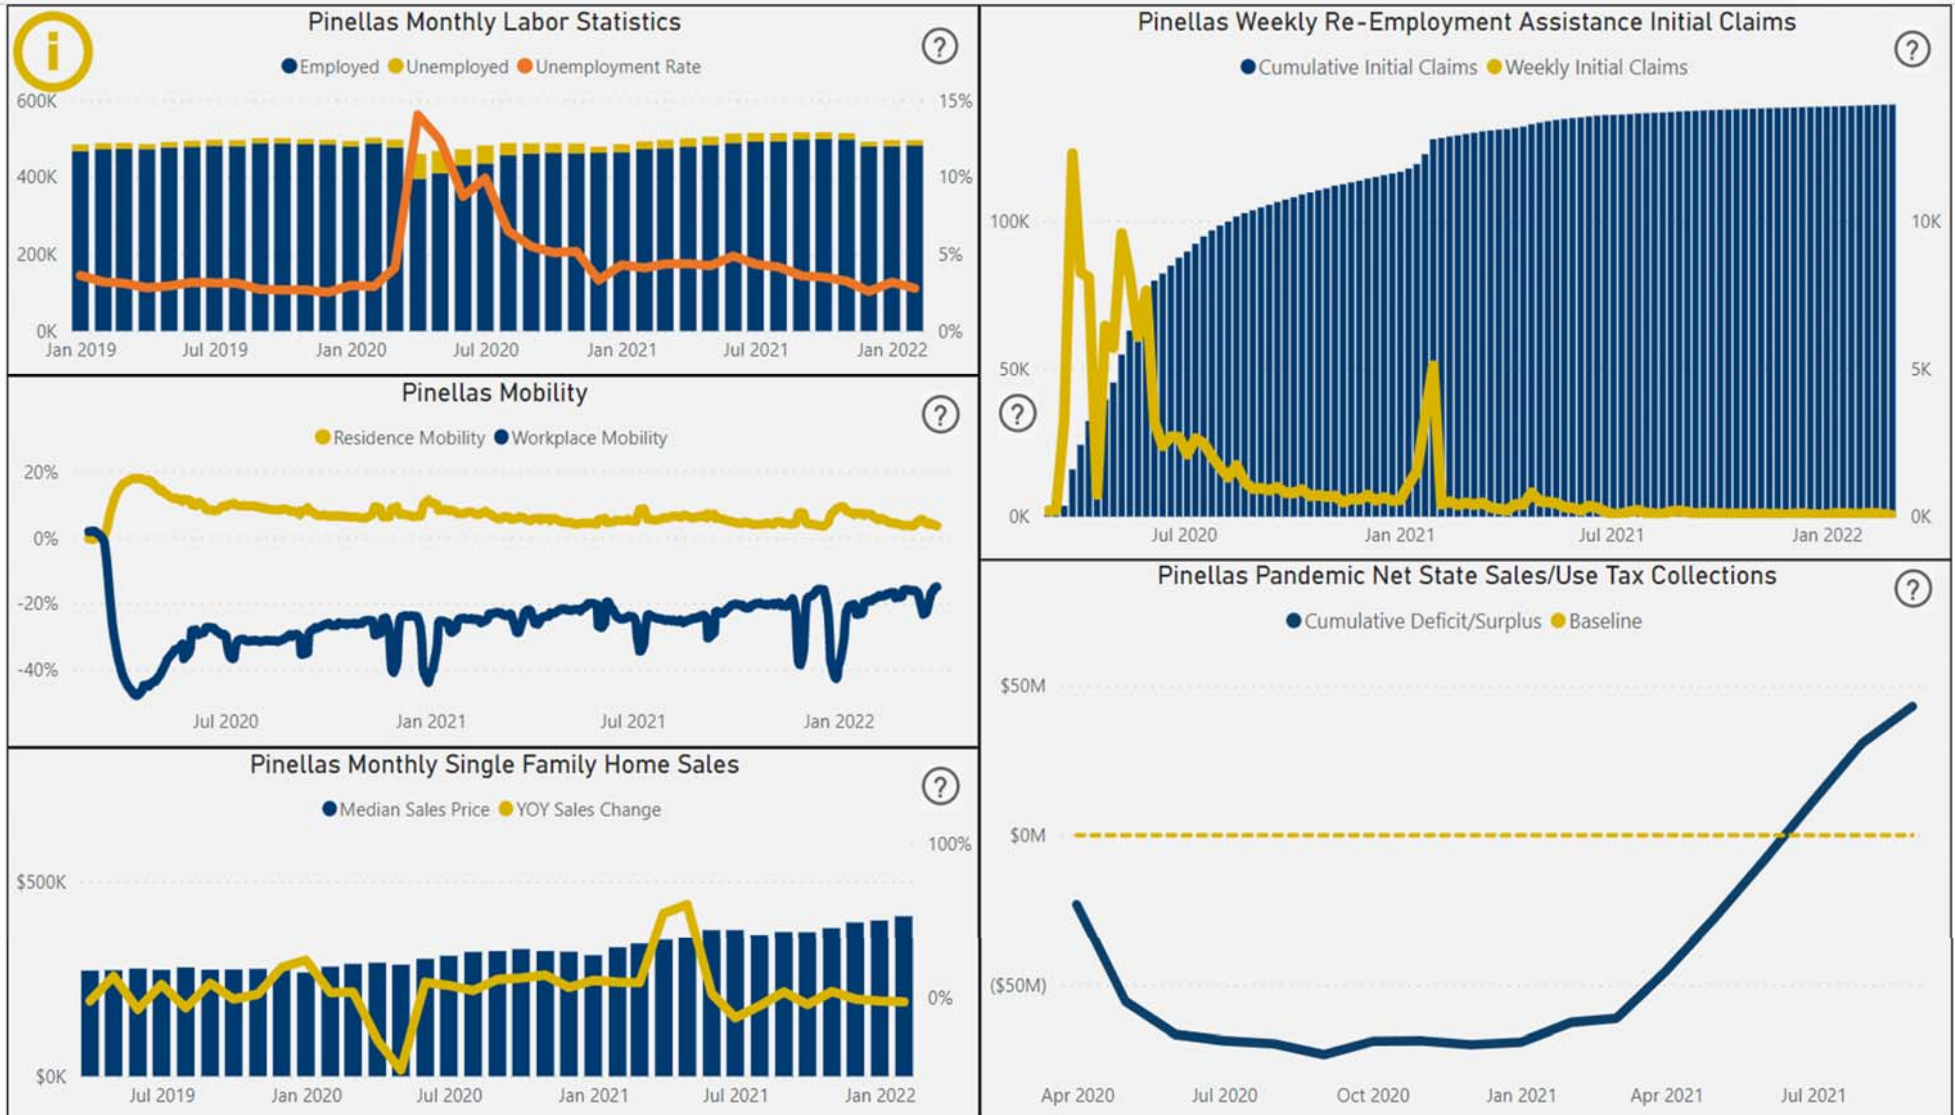 i
Pinellas Monthly Labor Statistics
?
Employed Unemployed Unemployment Rate
600K 15%
400K 10%
200K 5%
0K 0%
Jan 2019 Jul 2019 Jan 2020 Jul 2020 Jan 2021 Jul 2021 Jan 2022
Pinellas Mobility
?
Residence Mobility Workplace Mobility
20%
0%
-20%
-40%
Jul 2020 Jan 2021 Jul 2021 Jan 2022
Pinellas Monthly Single Family Home Sales
?
Median Sales Price YOY Sales Change
100%
$500K
0%
$0K
Jul 2019 Jan 2020 Jul 2020 Jan 2021 Jul 2021 Jan 2022
Pinellas Weekly Re-Employment Assistance Initial Claims
?
Cumulative Initial Claims Weekly Initial Claims
100K 10K
50K 5K
?
0K 0K
Jul 2020 Jan 2021 Jul 2021 Jan 2022
Pinellas Pandemic Net State Sales/Use Tax Collections
?
Cumulative Deficit/Surplus Baseline
$50M
$0M
($50M)
Apr 2020 Jul 2020 Oct 2020 Jan 2021 Apr 2021 Jul 2021